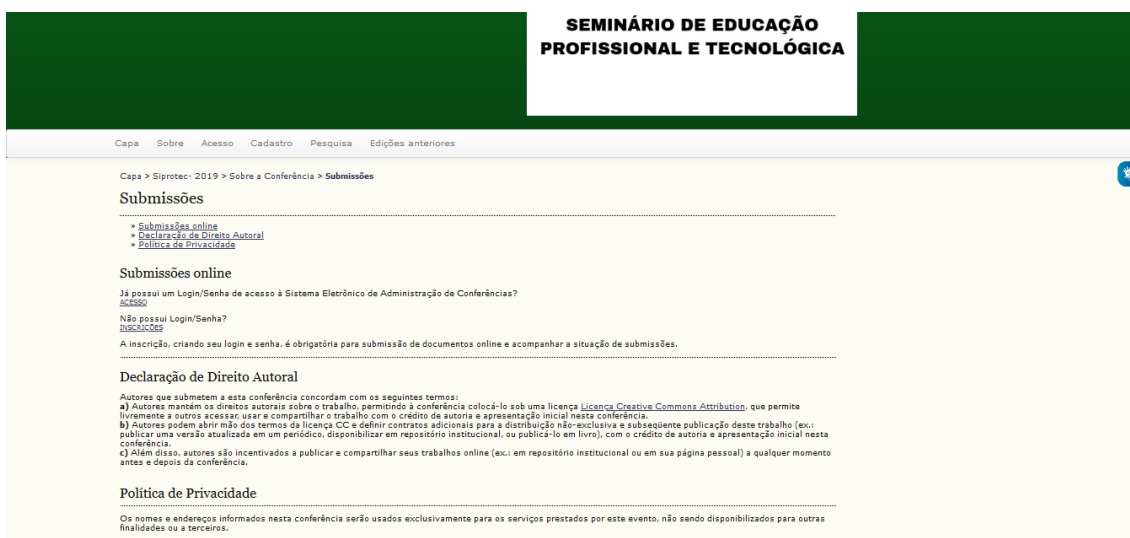 SEMINÁRIO DE EDUCAÇÃO
PROFISSIONAL E TECNOLÓGICA
Capa Sobre Acesso Cadastro Pesquisa Edições anteriores
Capa > Siprotec- 2019 > Sobre a Conferência > Submissões
Submissões
» Submissões online
» Declaração de Direito Autoral
» Política de Privacidade
Submissões online
Já possui um Login/Senha de acesso à Sistema Eletrônico de Administração de Conferências?
ACESSO
Não possui Login/Senha?
INSCRIÇÕES
A inscrição, criando seu login e senha, é obrigatória para submissão de documentos online e acompanhar a situação de submissões.
Declaração de Direito Autoral
Autores que submetem a esta conferência concordam com os seguintes termos:
a) Autores mantém os direitos autorais sobre o trabalho, permitindo à conferência colocá-lo sob uma licença Licença Creative Commons Attribution, que permite
livremente a outros acessar, usar e compartilhar o trabalho com o crédito de autoria e apresentação inicial nesta conferência.
b) Autores podem abrir mão dos termos da licença CC e definir contratos adicionais para a distribuição não-exclusiva e subseqüente publicação deste trabalho (ex.:
publicar uma versão atualizada em um periódico, disponibilizar em repositório institucional, ou publicá-lo em livro), com o crédito de autoria e apresentação inicial nesta
conferência.
c) Além disso, autores são incentivados a publicar e compartilhar seus trabalhos online (ex.: em repositório institucional ou em sua página pessoal) a qualquer momento
antes e depois da conferência.
Política de Privacidade
Os nomes e endereços informados nesta conferência serão usados exclusivamente para os serviços prestados por este evento, não sendo disponibilizados para outras
finalidades ou a terceiros.